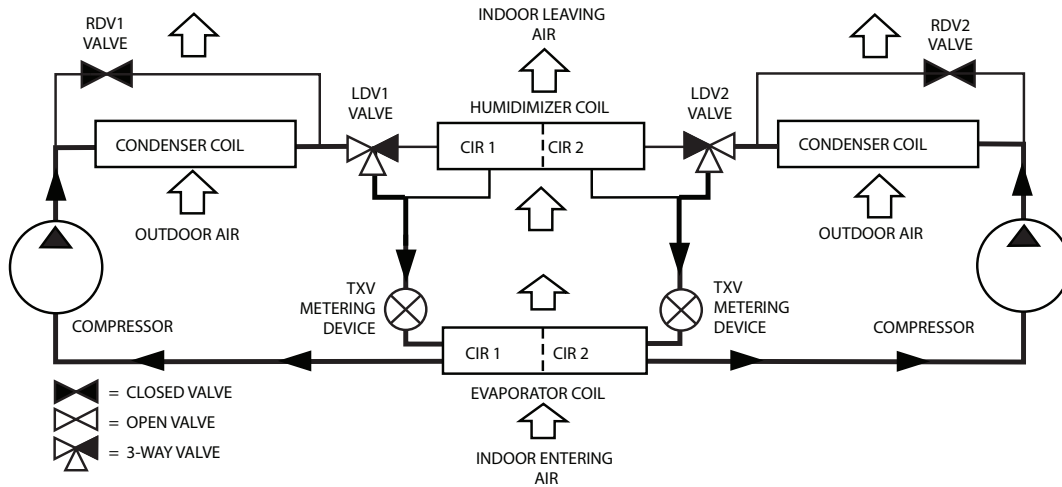 RDV1
VALVE
INDOOR LEAVING
AIR
RDV2
VALVE
LDV1
VALVE
HUMIDIMIZER COIL
LDV2
VALVE
CONDENSER COIL
CIR 1
CIR 2
CONDENSER COIL
OUTDOOR AIR
OUTDOOR AIR
TXV
METERING
DEVICE
TXV
METERING
DEVICE
COMPRESSOR
COMPRESSOR
CIR 1
CIR 2
EVAPORATOR COIL
= CLOSED VALVE
= OPEN VALVE
= 3-WAY VALVE
INDOOR ENTERING
AIR